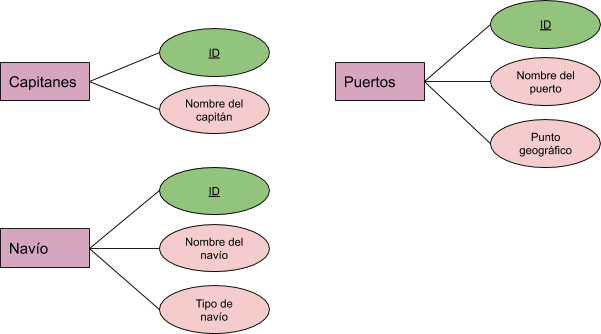 Capitanes
ID
Nombre del
capitán
Puertos
ID
Nombre del
puerto
Punto
geográfico
Navío
ID
Nombre del
navío
Tipo de
navío